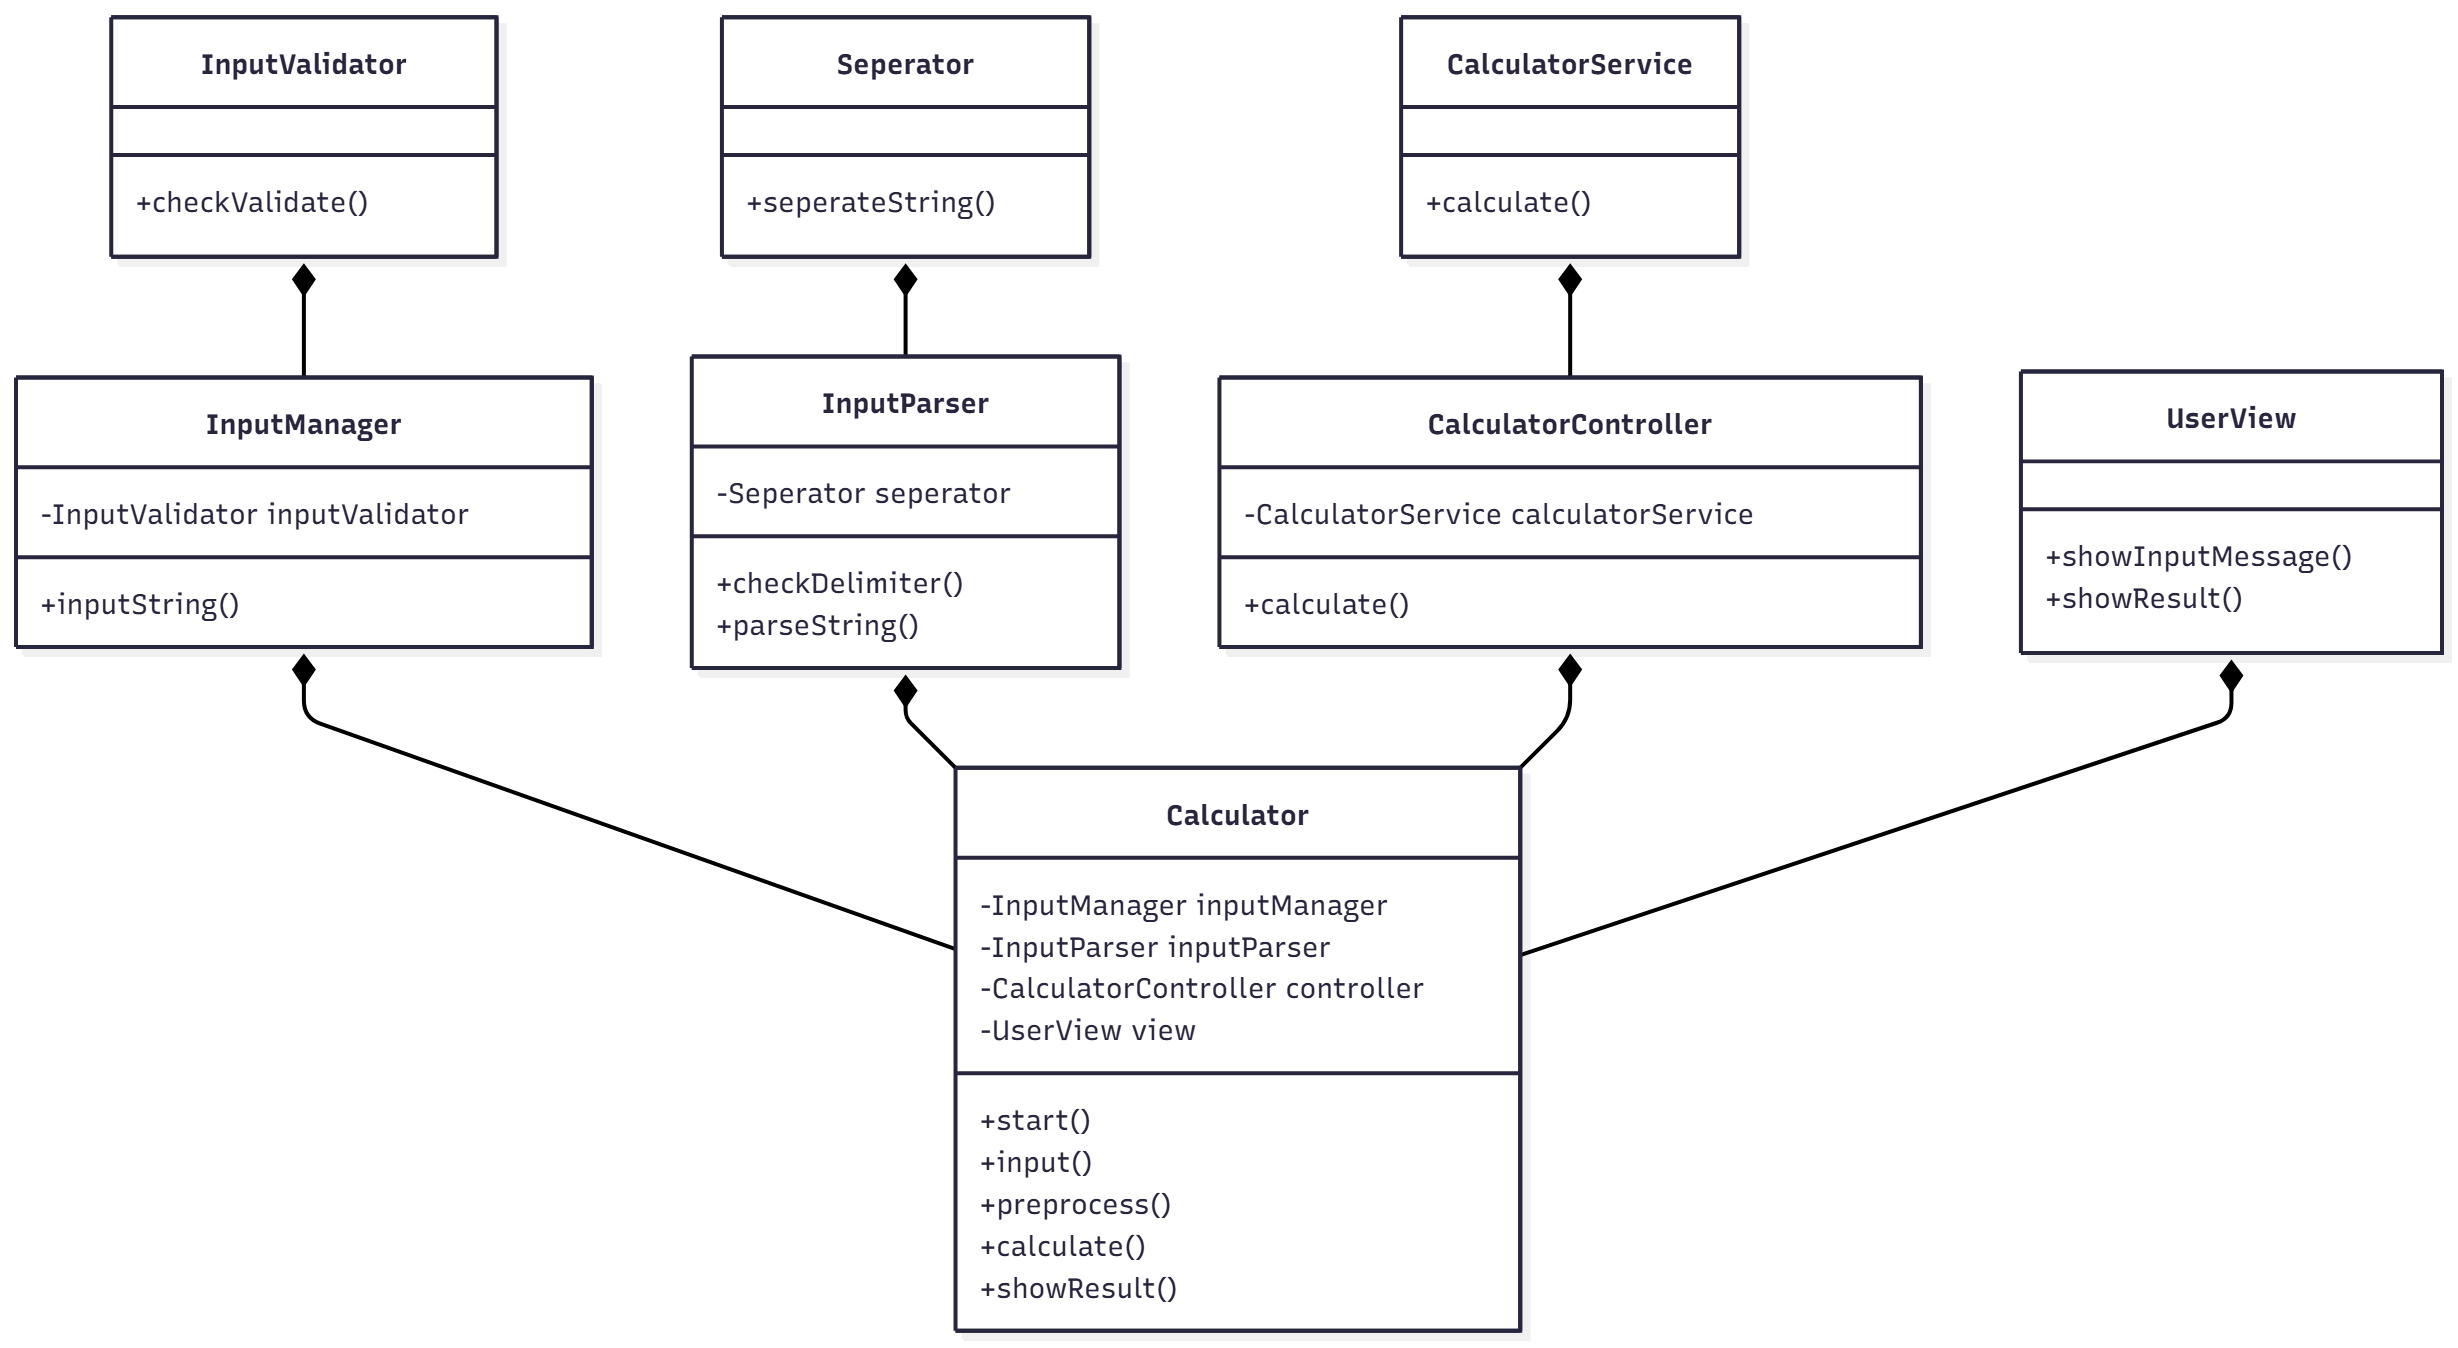 InputValidator
+checkValidate()
Seperator
+seperateString()
CalculatorService
+calculate()
InputManager
-InputValidator inputValidator
+inputString()
InputParser
-Seperator seperator
+checkDelimiter()
+parseString()
CalculatorController
-CalculatorService calculatorService
+calculate()
UserView
+showInputMessage()
+showResult()
Calculator
-InputManager inputManager
-InputParser inputParser
-CalculatorController controller
-UserView view
+start()
+input()
+preprocess()
+calculate()
+showResult()